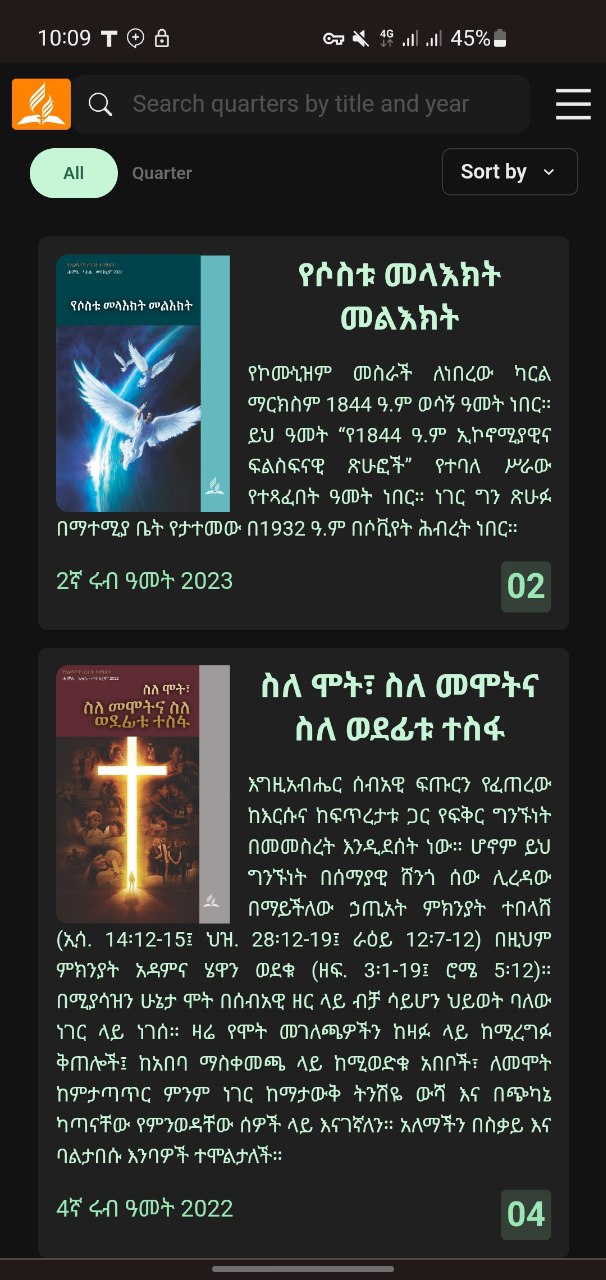 10:09
4G
45%
Search quarters by title and year
All
Quarter
Sort by
የሶስቱ መላእክት መልእክት
የሶስቱ መላእክት
መልእክት
የኮሙኒዝም መስራች ለነበረው ካርል
ማርክስም 1844 ዓ.ም ወሳኝ ዓመት ነበር።
ይህ ዓመት “የ1844 ዓ.ም ኢኮኖሚያዊና
ፍልስፍናዊ ጽሁፎች” የተባለ ሥራው
የተጻፈበት ዓመት ነበር። ነገር ግን ጽሁፉ
በማተሚያ ቤት የታተመው በ1932 ዓ.ም በሶቪየት ሕብረት ነበር።
2ኛ ሩብ ዓመት 2023
02
ስለ ሞት፣
ስለ መሞትና ስለ
ወደፊቱ ተስፋ
ስለ ሞት፣ ስለ መሞትና
ስለ ወደፊቱ ተስፋ
እግዚአብሔር ሰብአዊ ፍጡርን የፈጠረው
ከእርሱና ከፍጥረታቱ ጋር የፍቅር ግንኙነት
በመመስረት እንዲደሰት ነው። ሆኖም ይህ
ግንኙነት በሰማያዊ ሸንጎ ሰው ሊረዳው
በማይችለው ኃጢአት ምክንያት ተበላሸ
(ኢሳ. 14፡12-15፤ ህዝ. 28፡12-19፤ ራዕይ 12፡7-12) በዚህም
ምክንያት አዳምና ሄዋን ወደቁ (ዘፍ. 3፡1-19፤ ሮሜ 5፡12)።
በሚያሳዝን ሁኔታ ሞት በሰብአዊ ዘር ላይ ብቻ ሳይሆን ህይወት ባለው
ነገር ላይ ነገሰ። ዛሬ የሞት መገለጫዎችን ከዛፉ ላይ ከሚረግፉ
ቅጠሎች፤ ከአበባ ማስቀመጫ ላይ ከሚወድቁ አበቦች፣ ለመሞት
ከምታጣጥር ምንም ነገር ከማታውቅ ትንሽዬ ውሻ እና በጭካኔ
ካጣናቸው የምንወዳቸው ሰዎች ላይ እናገኛለን። አለማችን በስቃይ እና
ባልታበሱ እንባዎች ተሞልታለች።
4ኛ ሩብ ዓመት 2022
04